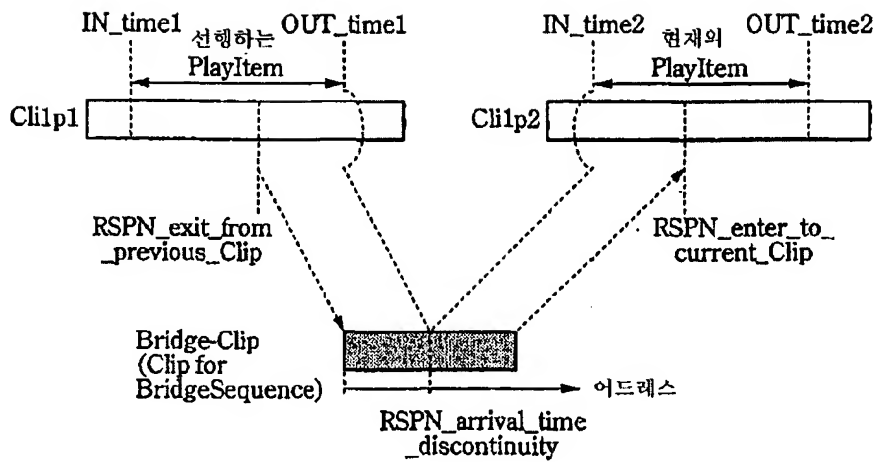 IN_time1 선행하는 OUT_time1
PlayItem
IN_time2 현재의 OUT_time2
PlayItem
Cli1p1
Cli1p2
RSPN_exit_from
_previous_Clip
RSPN_enter_to_
current_Clip
Bridge-Clip
(Clip for
BridgeSequence)
어드레스
RSPN_arrival_time
_discontinuity